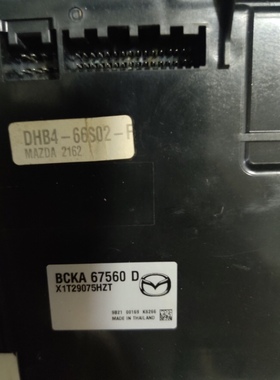 DHB4-66S02-F
MAZDA 2162
BCKA 67560 D
X1T29075HZT
MADE IN THAILAND